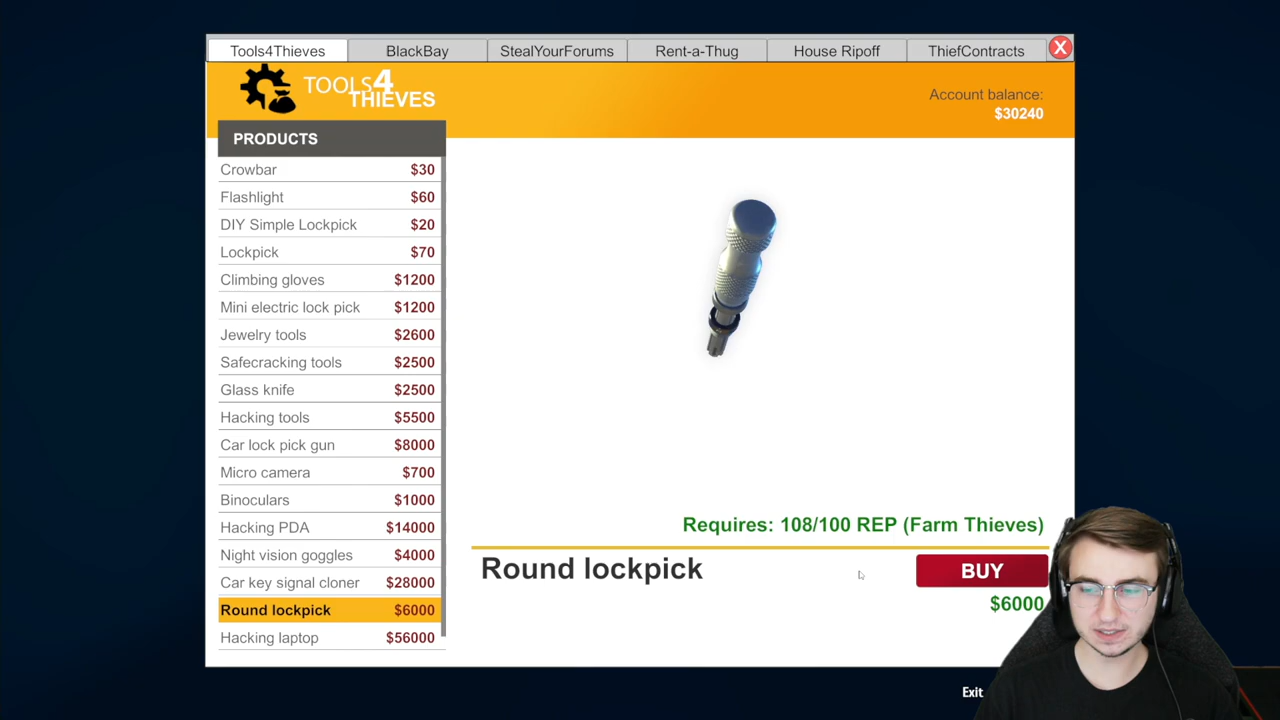 Tools4Thieves BlackBay StealYourForums Rent-a-Thug House Ripoff ThiefContracts X
TOOLS4
THIEVES
Account balance:
$30240
PRODUCTS
Crowbar $30
Flashlight $60
DIY Simple Lockpick $20
Lockpick $70
Climbing gloves $1200
Mini electric lock pick $1200
Jewelry tools $2600
Safecracking tools $2500
Glass knife $2500
Hacking tools $5500
Car lock pick gun $8000
Micro camera $700
Binoculars $1000
Hacking PDA $14000
Night vision goggles $4000
Car key signal cloner $28000
Round lockpick $6000
Hacking laptop $56000
Requires: 108/100 REP (Farm Thieves)
Round lockpick BUY
$6000
Exit